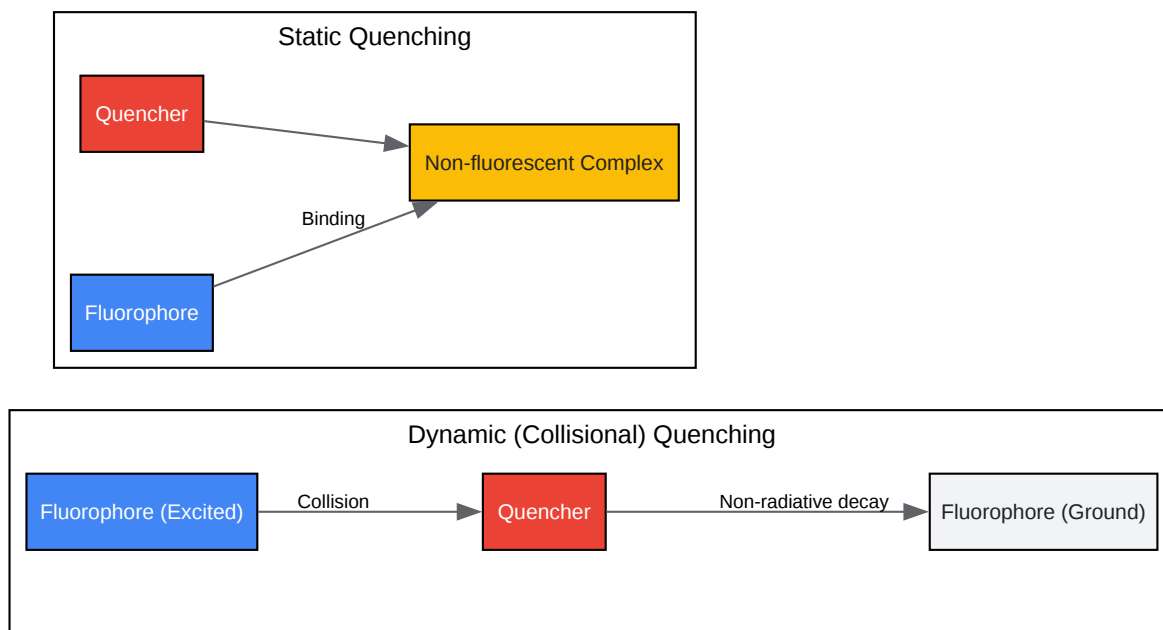 Static Quenching
Quencher
Non-fluorescent Complex
Binding
Fluorophore
Dynamic (Collisional) Quenching
Fluorophore (Excited)
Collision
Quencher
Non-radiative decay
Fluorophore (Ground)